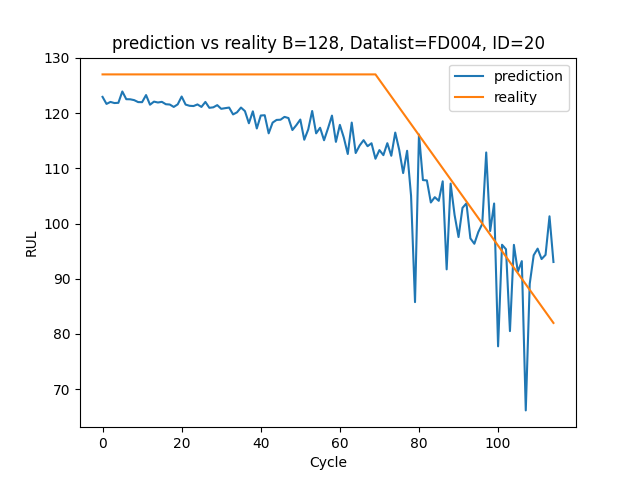 prediction vs reality B=128, Datalist=FD004, ID=20
prediction
reality
RUL
130
120
110
100
90
80
70
0 20 40 60 80 100
Cycle